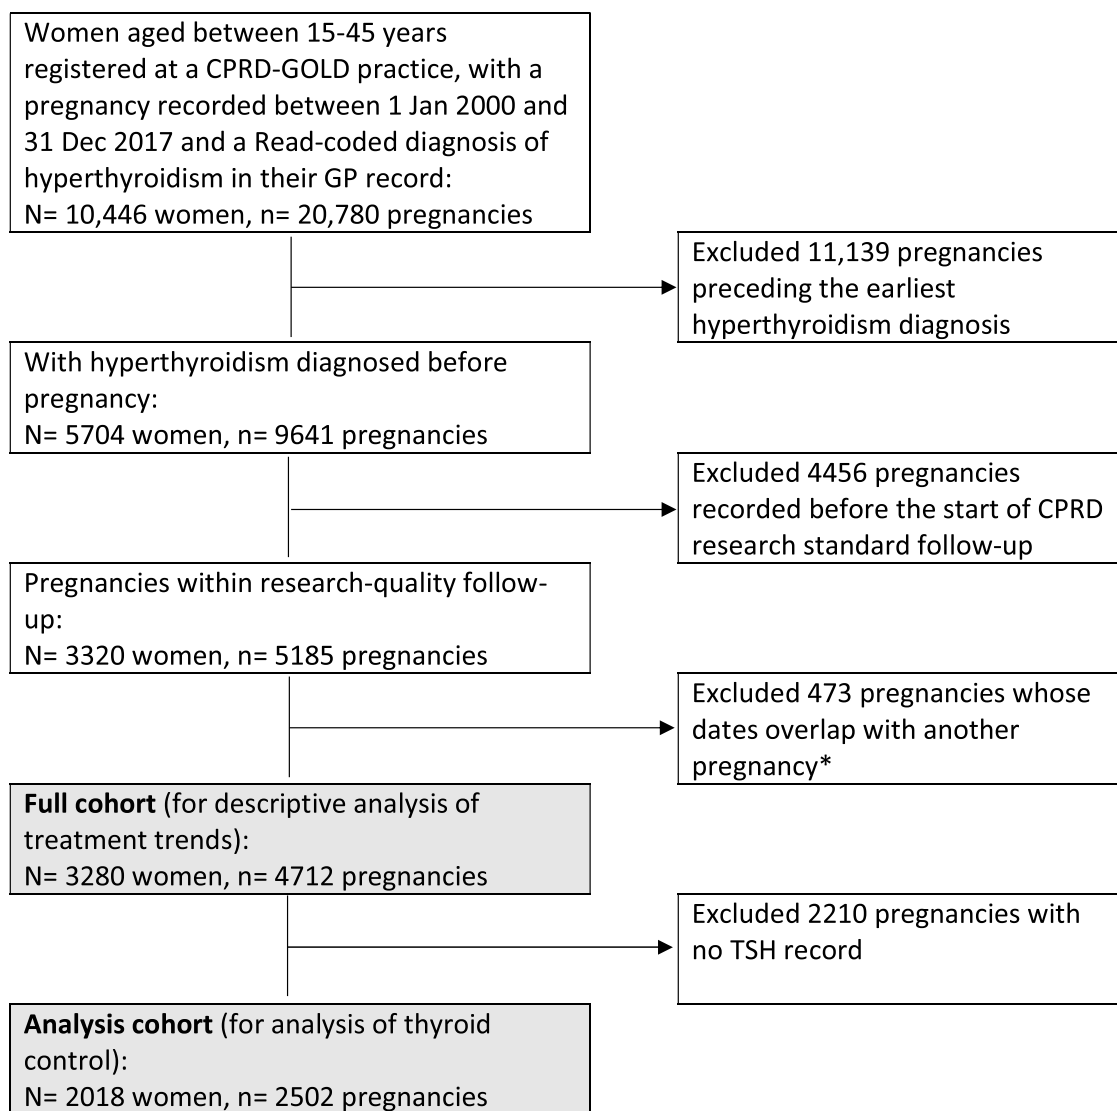 Women aged between 15-45 years
registered at a CPRD-GOLD practice, with a
pregnancy recorded between 1 Jan 2000 and
31 Dec 2017 and a Read-coded diagnosis of
hyperthyroidism in their GP record:
N= 10,446 women, n= 20,780 pregnancies
Excluded 11,139 pregnancies
preceding the earliest
hyperthyroidism diagnosis
With hyperthyroidism diagnosed before
pregnancy:
N= 5704 women, n= 9641 pregnancies
Excluded 4456 pregnancies
recorded before the start of CPRD
research standard follow-up
Pregnancies within research-quality follow-
up:
N= 3320 women, n= 5185 pregnancies
Excluded 473 pregnancies whose
dates overlap with another
pregnancy*
Full cohort (for descriptive analysis of
treatment trends):
N= 3280 women, n= 4712 pregnancies
Excluded 2210 pregnancies with
no TSH record
Analysis cohort (for analysis of thyroid
control):
N= 2018 women, n= 2502 pregnancies